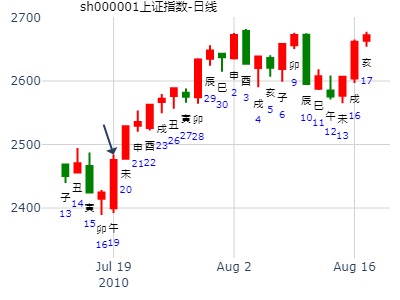 sh000001上证指数-日线
2700
2600
2500
2400
子
13
丑
14
寅
15
卯
16
午
19
未
20
申
21
酉
22
戌
23
丑
26
寅
27
卯
28
辰
29
巳
30
申
2
酉
3
戌
4
亥
5
子
6
卯
9
辰
10
巳
11
午
12
未
13
戌
16
亥
17
Jul 19
2010
Aug 2
Aug 16